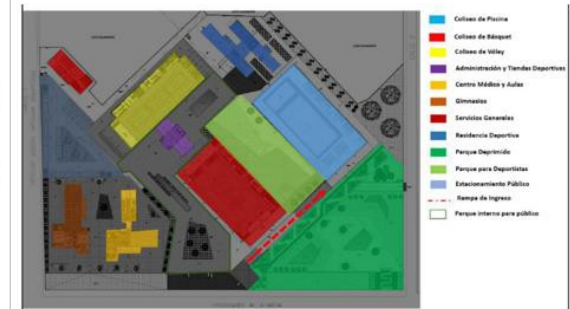 Coliseo de Piscina
Coliseo de Básquet
Coliseo de Vóley
Administración y Tiendas Deportivas
Centro Médico y Aulas
Gimnasios
Servicios Generales
Residencia Deportiva
Parque Deprimido
Parque para Deportistas
Estacionamiento Público
Rampa de Ingreso
Parque interno para público